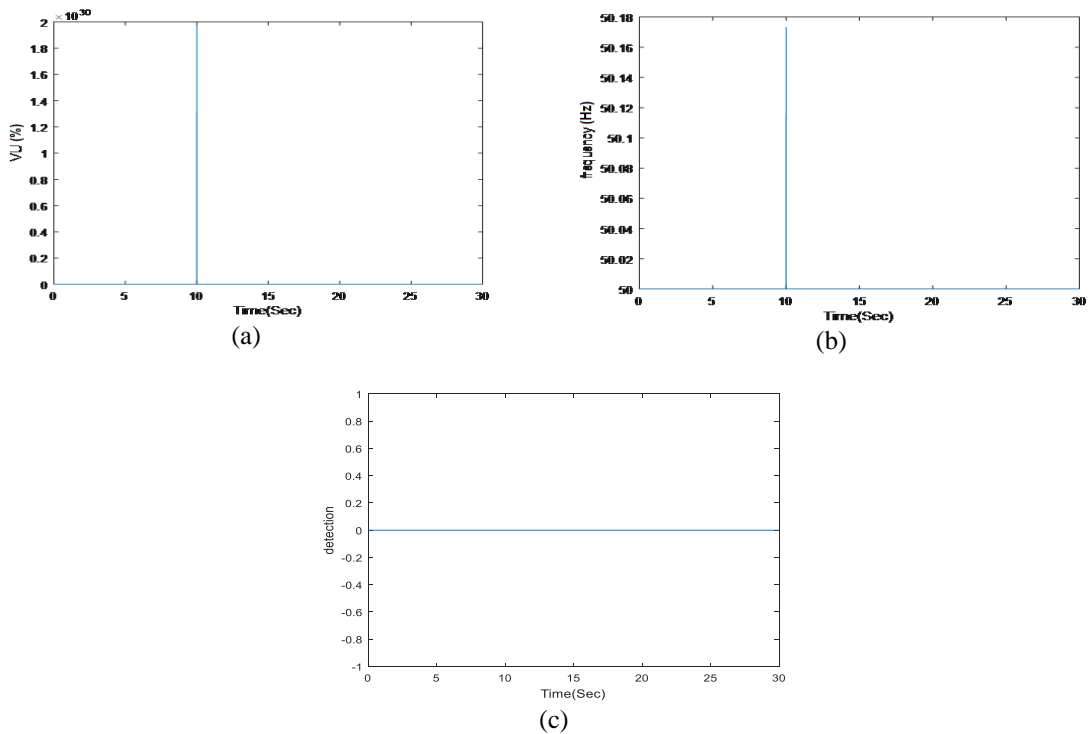 × 10^30
2
1.8
1.6
1.4
1.2
1
0.8
0.6
0.4
0.2
0
VU (%)
0 5 10 15 20 25 30
Time(Sec)
(a)
50.18
50.16
50.14
50.12
50.1
50.08
50.06
50.04
50.02
50
frequency (Hz)
0 5 10 15 20 25 30
Time(Sec)
(b)
1
0.8
0.6
0.4
0.2
0
-0.2
-0.4
-0.6
-0.8
-1
detection
0 5 10 15 20 25 30
Time(Sec)
(c)